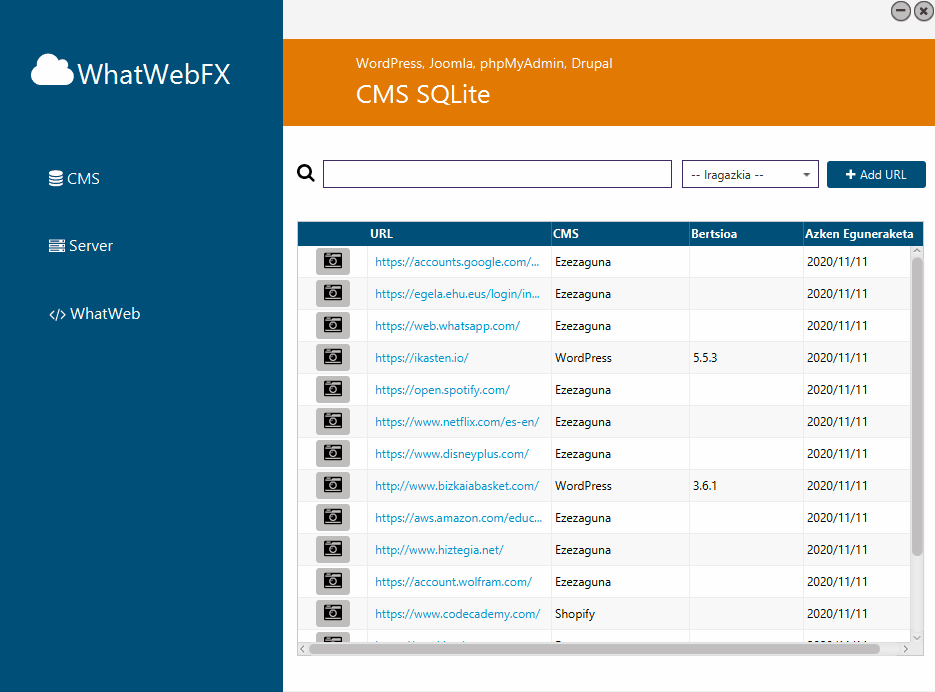 WhatWebFX
CMS
Server
</> WhatWeb
WordPress, Joomla, phpMyAdmin, Drupal
CMS SQLite
-- Iragazkia --
+ Add URL
URL CMS Bertsioa Azken Eguneraketa
https://accounts.google.com/... Ezezaguna 2020/11/11
https://egela.ehu.eus/login/in... Ezezaguna 2020/11/11
https://web.whatsapp.com/ Ezezaguna 2020/11/11
https://ikasten.io/ WordPress 5.5.3 2020/11/11
https://open.spotify.com/ Ezezaguna 2020/11/11
https://www.netflix.com/es-en/ Ezezaguna 2020/11/11
https://www.disneyplus.com/ Ezezaguna 2020/11/11
http://www.bizkaiabasket.com/ WordPress 3.6.1 2020/11/11
https://aws.amazon.com/educ... Ezezaguna 2020/11/11
http://www.hiztegia.net/ Ezezaguna 2020/11/11
https://account.wolfram.com/ Ezezaguna 2020/11/11
https://www.codecademy.com/ Shopify 2020/11/11